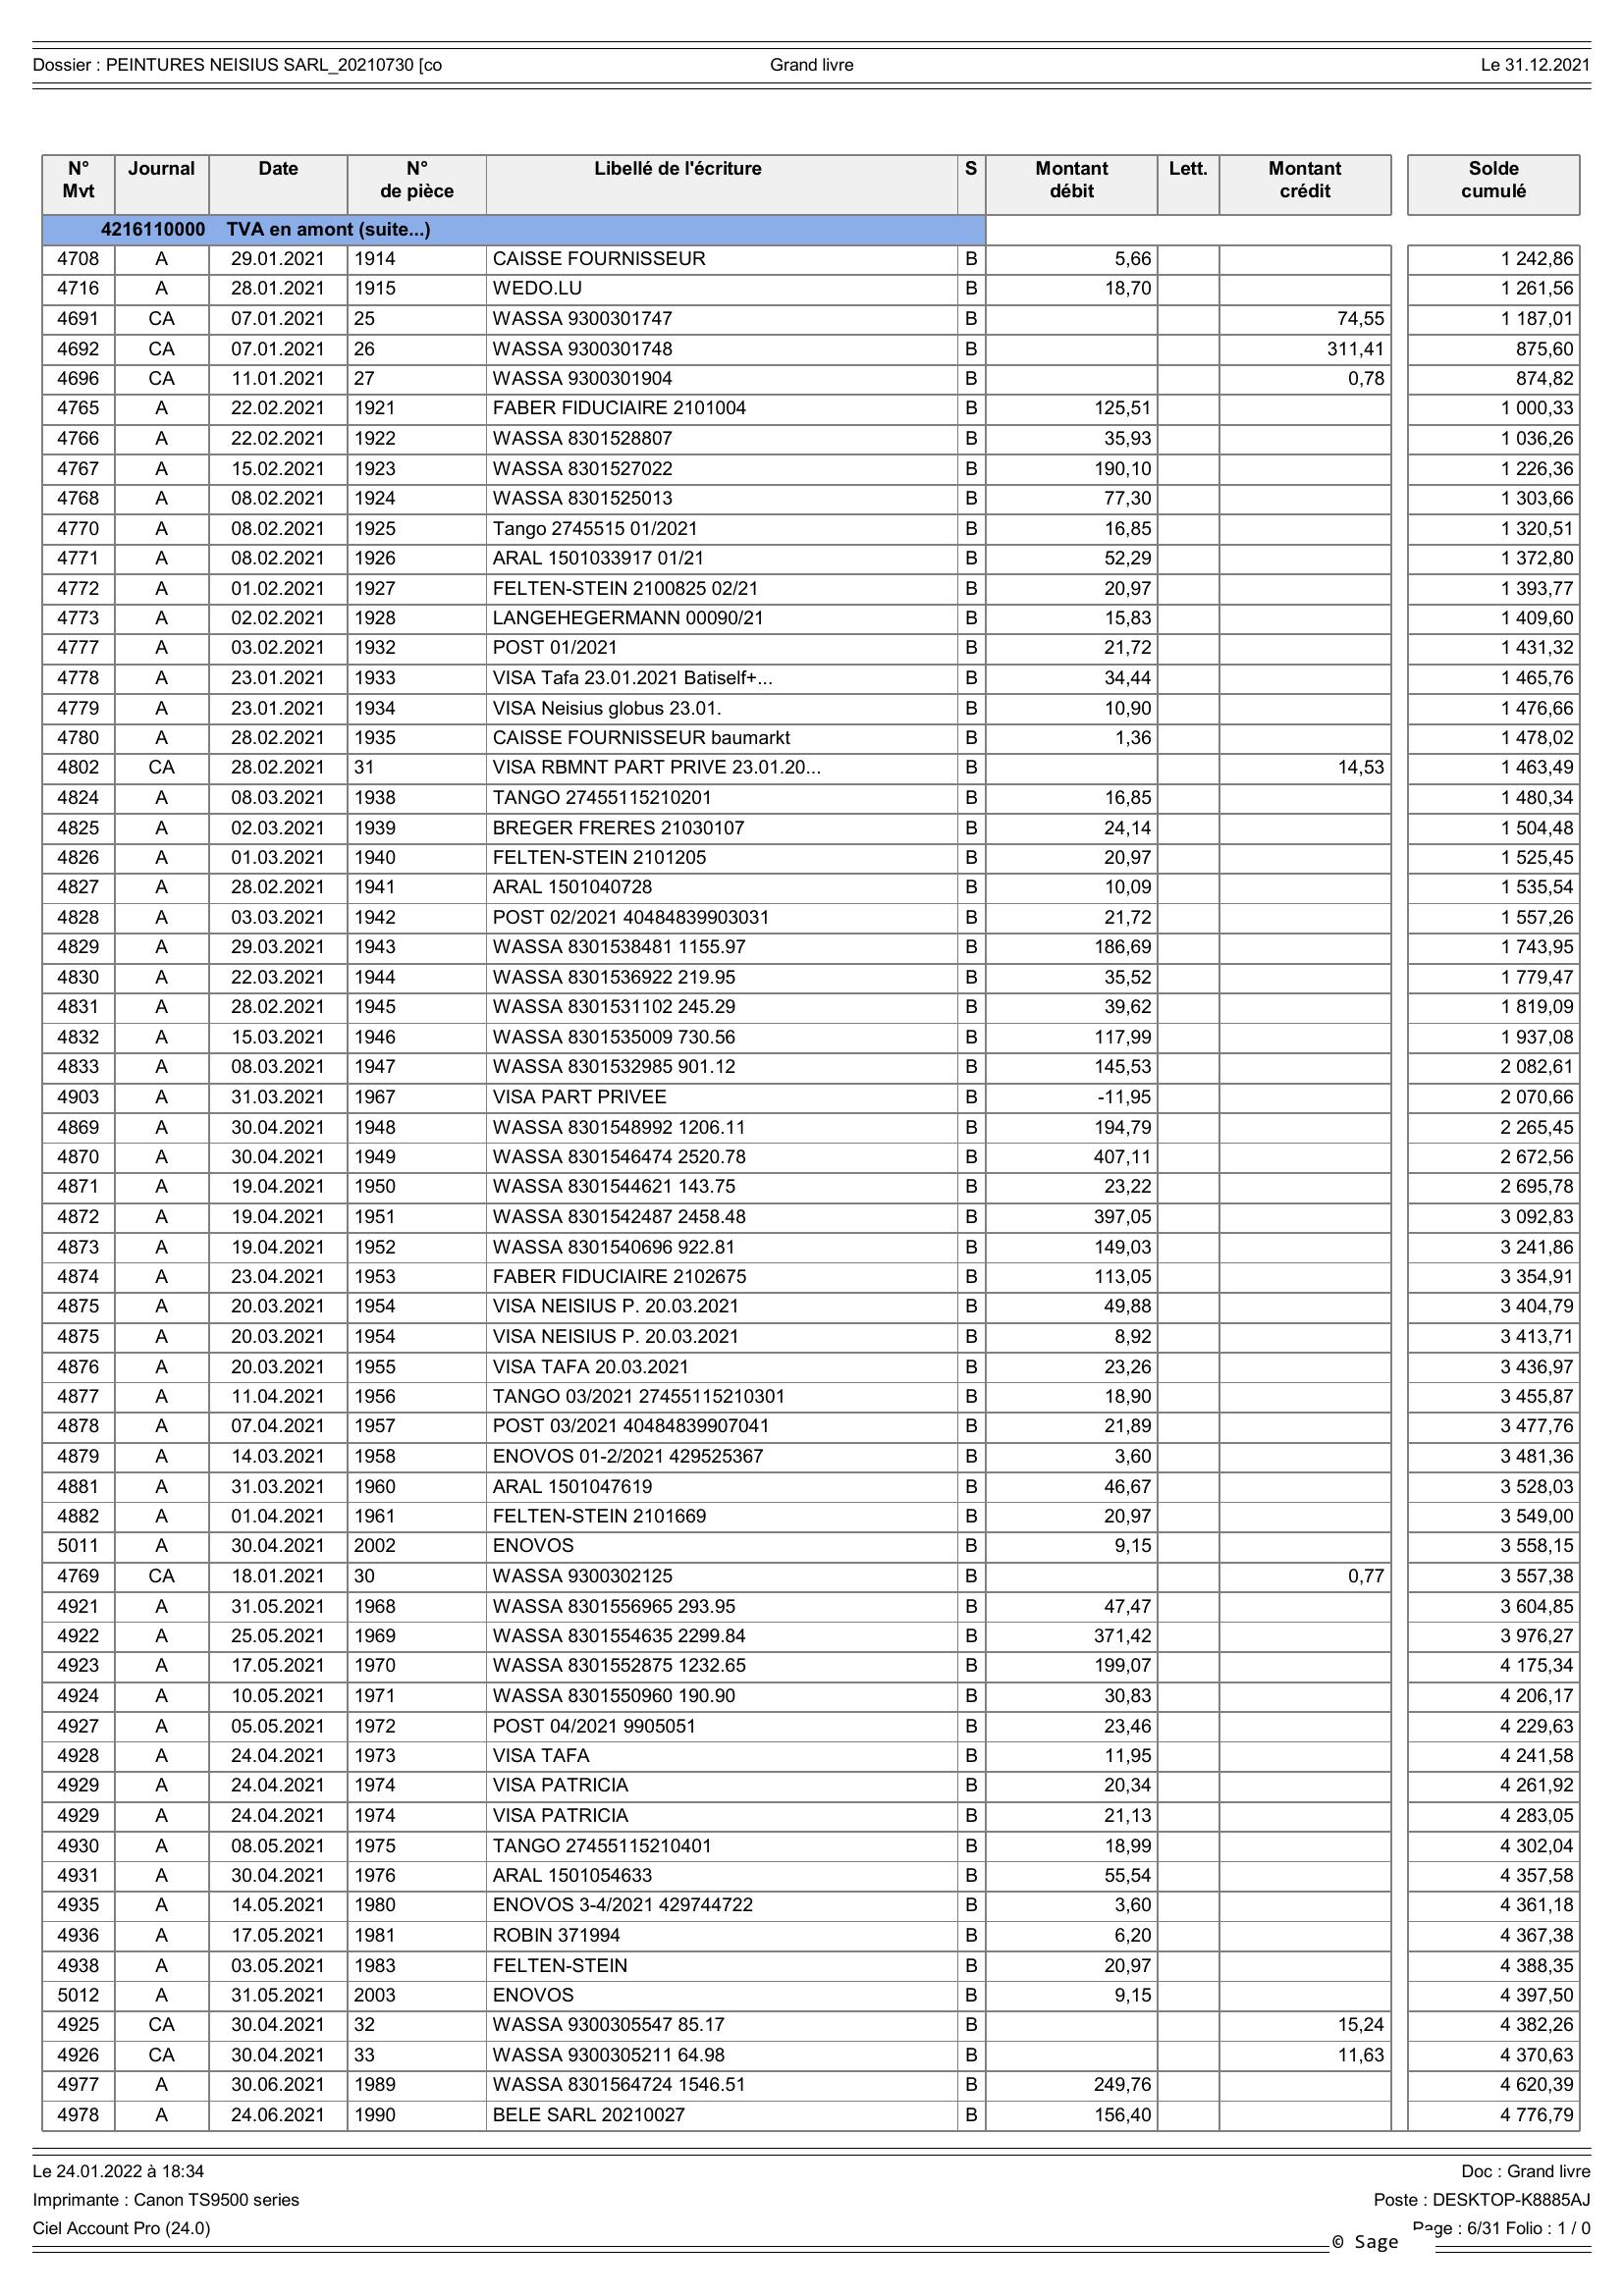 Dossier : PEINTURES NEISIUS SARL_20210730 [co Grand livre Le 31.12.2021
N° Mvt Journal Date N° de pièce Libellé de l'écriture S Montant débit Lett. Montant crédit Solde cumulé
4216110000 TVA en amont (suite...)
4708 A 29.01.2021 1914 CAISSE FOURNISSEUR B 5,66 1 242,86
4716 A 28.01.2021 1915 WEDO.LU B 18,70 1 261,56
4691 CA 07.01.2021 25 WASSA 9300301747 B 74,55 1 187,01
4692 CA 07.01.2021 26 WASSA 9300301748 B 311,41 875,60
4696 CA 11.01.2021 27 WASSA 9300301904 B 0,78 874,82
4765 A 22.02.2021 1921 FABER FIDUCIAIRE 2101004 B 125,51 1 000,33
4766 A 22.02.2021 1922 WASSA 8301528807 B 35,93 1 036,26
4767 A 15.02.2021 1923 WASSA 8301527022 B 190,10 1 226,36
4768 A 08.02.2021 1924 WASSA 8301525013 B 77,30 1 303,66
4770 A 08.02.2021 1925 Tango 2745515 01/2021 B 16,85 1 320,51
4771 A 08.02.2021 1926 ARAL 1501033917 01/21 B 52,29 1 372,80
4772 A 01.02.2021 1927 FELTEN-STEIN 2100825 02/21 B 20,97 1 393,77
4773 A 02.02.2021 1928 LANGEHEGERMANN 00090/21 B 15,83 1 409,60
4777 A 03.02.2021 1932 POST 01/2021 B 21,72 1 431,32
4778 A 23.01.2021 1933 VISA Tafa 23.01.2021 Batiself+... B 34,44 1 465,76
4779 A 23.01.2021 1934 VISA Neisius globus 23.01. B 10,90 1 476,66
4780 A 28.02.2021 1935 CAISSE FOURNISSEUR baumarkt B 1,36 1 478,02
4802 CA 28.02.2021 31 VISA RBMNT PART PRIVE 23.01.20... B 14,53 1 463,49
4824 A 08.03.2021 1938 TANGO 27455115210201 B 16,85 1 480,34
4825 A 02.03.2021 1939 BREGER FRERES 21030107 B 24,14 1 504,48
4826 A 01.03.2021 1940 FELTEN-STEIN 2101205 B 20,97 1 525,45
4827 A 28.02.2021 1941 ARAL 1501040728 B 10,09 1 535,54
4828 A 03.03.2021 1942 POST 02/2021 40484839903031 B 21,72 1 557,26
4829 A 29.03.2021 1943 WASSA 8301538481 1155.97 B 186,69 1 743,95
4830 A 22.03.2021 1944 WASSA 8301536922 219.95 B 35,52 1 779,47
4831 A 28.02.2021 1945 WASSA 8301531102 245.29 B 39,62 1 819,09
4832 A 15.03.2021 1946 WASSA 8301535009 730.56 B 117,99 1 937,08
4833 A 08.03.2021 1947 WASSA 8301532985 901.12 B 145,53 2 082,61
4903 A 31.03.2021 1967 VISA PART PRIVEE B -11,95 2 070,66
4869 A 30.04.2021 1948 WASSA 8301548992 1206.11 B 194,79 2 265,45
4870 A 30.04.2021 1949 WASSA 8301546474 2520.78 B 407,11 2 672,56
4871 A 19.04.2021 1950 WASSA 8301544621 143.75 B 23,22 2 695,78
4872 A 19.04.2021 1951 WASSA 8301542487 2458.48 B 397,05 3 092,83
4873 A 19.04.2021 1952 WASSA 8301540696 922.81 B 149,03 3 241,86
4874 A 23.04.2021 1953 FABER FIDUCIAIRE 2102675 B 113,05 3 354,91
4875 A 20.03.2021 1954 VISA NEISIUS P. 20.03.2021 B 49,88 3 404,79
4875 A 20.03.2021 1954 VISA NEISIUS P. 20.03.2021 B 8,92 3 413,71
4876 A 20.03.2021 1955 VISA TAFA 20.03.2021 B 23,26 3 436,97
4877 A 11.04.2021 1956 TANGO 03/2021 27455115210301 B 18,90 3 455,87
4878 A 07.04.2021 1957 POST 03/2021 40484839907041 B 21,89 3 477,76
4879 A 14.03.2021 1958 ENOVOS 01-2/2021 429525367 B 3,60 3 481,36
4881 A 31.03.2021 1960 ARAL 1501047619 B 46,67 3 528,03
4882 A 01.04.2021 1961 FELTEN-STEIN 2101669 B 20,97 3 549,00
5011 A 30.04.2021 2002 ENOVOS B 9,15 3 558,15
4769 CA 18.01.2021 30 WASSA 9300302125 B 0,77 3 557,38
4921 A 31.05.2021 1968 WASSA 8301556965 293.95 B 47,47 3 604,85
4922 A 25.05.2021 1969 WASSA 8301554635 2299.84 B 371,42 3 976,27
4923 A 17.05.2021 1970 WASSA 8301552875 1232.65 B 199,07 4 175,34
4924 A 10.05.2021 1971 WASSA 8301550960 190.90 B 30,83 4 206,17
4927 A 05.05.2021 1972 POST 04/2021 9905051 B 23,46 4 229,63
4928 A 24.04.2021 1973 VISA TAFA B 11,95 4 241,58
4929 A 24.04.2021 1974 VISA PATRICIA B 20,34 4 261,92
4929 A 24.04.2021 1974 VISA PATRICIA B 21,13 4 283,05
4930 A 08.05.2021 1975 TANGO 27455115210401 B 18,99 4 302,04
4931 A 30.04.2021 1976 ARAL 1501054633 B 55,54 4 357,58
4935 A 14.05.2021 1980 ENOVOS 3-4/2021 429744722 B 3,60 4 361,18
4936 A 17.05.2021 1981 ROBIN 371994 B 6,20 4 367,38
4938 A 03.05.2021 1983 FELTEN-STEIN B 20,97 4 388,35
5012 A 31.05.2021 2003 ENOVOS B 9,15 4 397,50
4925 CA 30.04.2021 32 WASSA 9300305547 85.17 B 15,24 4 382,26
4926 CA 30.04.2021 33 WASSA 9300305211 64.98 B 11,63 4 370,63
4977 A 30.06.2021 1989 WASSA 8301564724 1546.51 B 249,76 4 620,39
4978 A 24.06.2021 1990 BELE SARL 20210027 B 156,40 4 776,79
Le 24.01.2022 à 18:34 Doc : Grand livre
Imprimante : Canon TS9500 series Poste : DESKTOP-K8885AJ
Ciel Account Pro (24.0) Page : 6/31 Folio : 1 / 0
© Sage